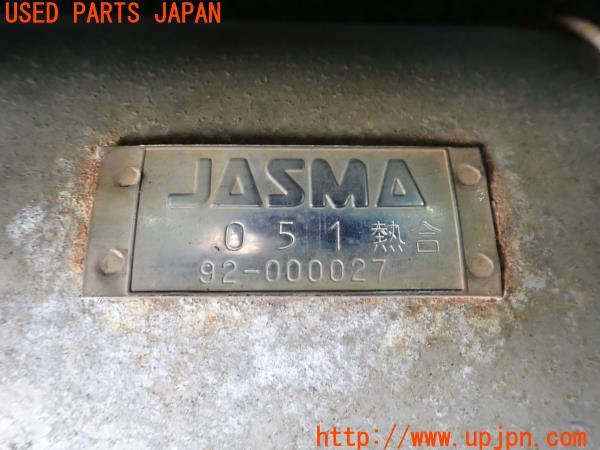 USED PARTS JAPAN
JASMA
051熱合
92-000027
http://www.upjpn.com/